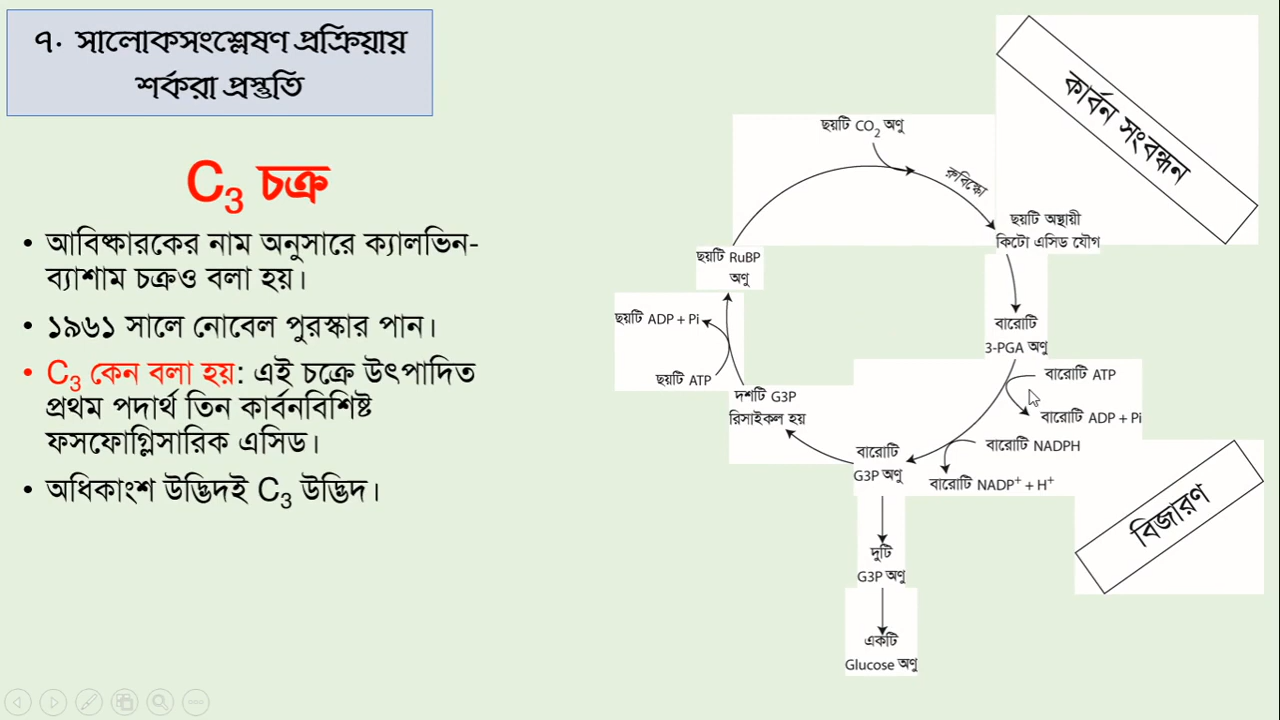 ৭. সালোকসংশ্লেষণ প্রক্রিয়ায়
শর্করা প্রস্তুতি
C₃ চক্র
• আবিষ্কারকের নাম অনুসারে ক্যালভিন-
ব্যাশাম চক্রও বলা হয়।
• ১৯৬১ সালে নোবেল পুরস্কার পান।
• C₃ কেন বলা হয়: এই চক্রে উৎপাদিত
প্রথম পদার্থ তিন কার্বনবিশিষ্ট
ফসফোগ্লিসারিক এসিড।
• অধিকাংশ উদ্ভিদই C₃ উদ্ভিদ।
কার্বন সংবন্ধন
ছয়টি CO₂ অণু
রুবিস্কো
ছয়টি অস্থায়ী
কিটো এসিড যৌগ
ছয়টি RuBP
অণু
ছয়টি ADP + Pi
ছয়টি ATP
বারোটি
3-PGA অণু
বারোটি ATP
বারোটি ADP + Pi
বারোটি NADPH
বারোটি NADP⁺ + H⁺
দশটি G3P
রিসাইকল হয়
বারোটি
G3P অণু
বিজারণ
দুটি
G3P অণু
একটি
Glucose অণু